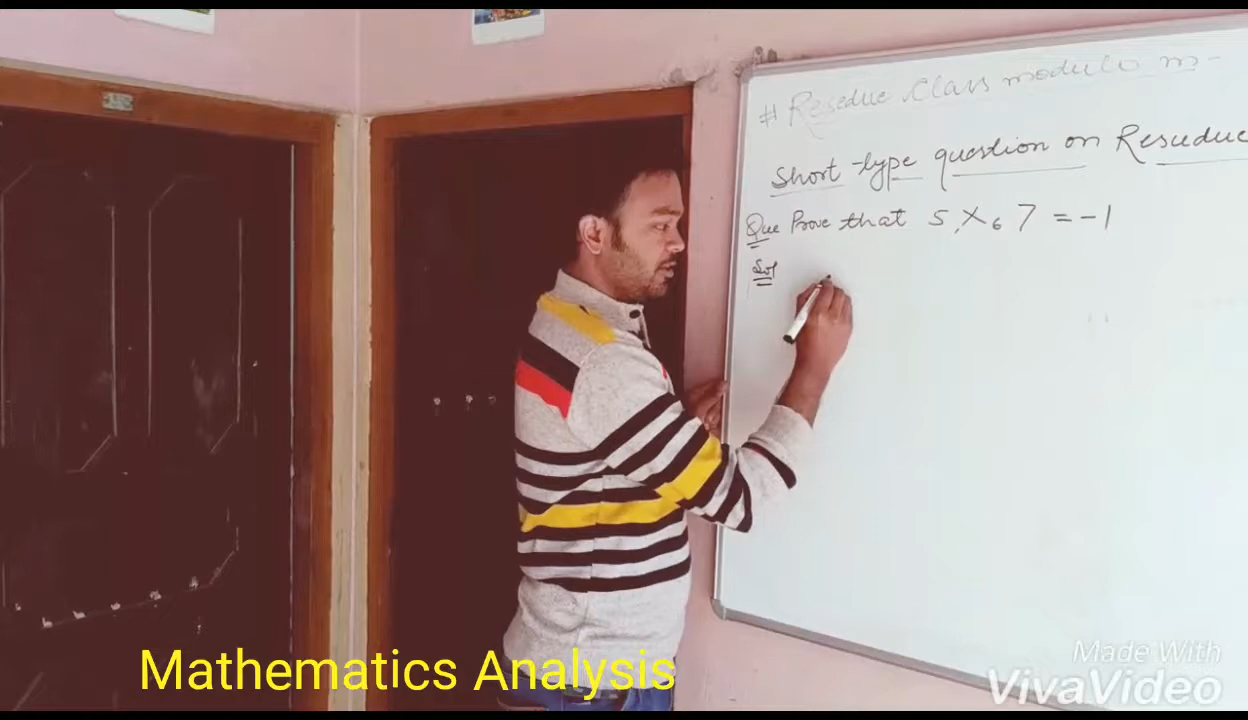 # Resedue Class modulo m-
Short-type question on Resedue
Que Prove that 5 ×₆ 7 = -1
Sol
Mathematics Analysis
Made With
VivaVideo